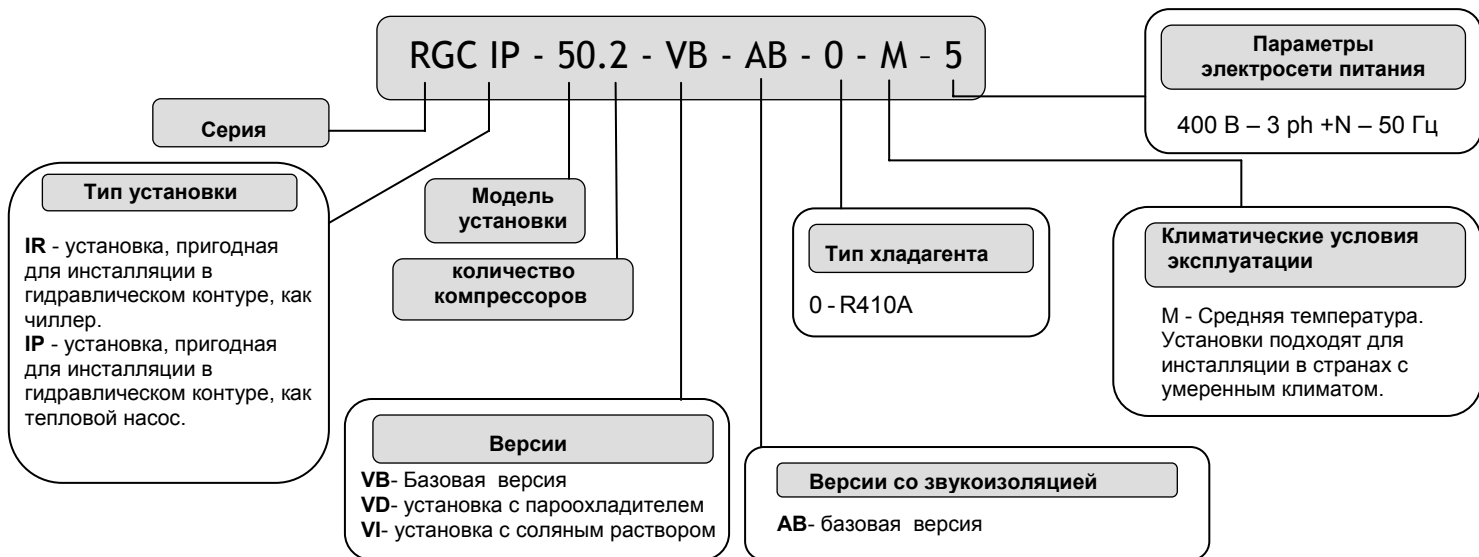 RGC IP - 50.2 - VB - AB - 0 - M - 5
Параметры
электросети питания
400 В – 3 ph +N – 50 Гц
Серия
Тип установки
IR - установка, пригодная
для инсталляции в
гидравлическом контуре, как
чиллер.
IP - установка, пригодная
для инсталляции в
гидравлическом контуре, как
тепловой насос.
Модель
установки
количество
компрессоров
Тип хладагента
0 - R410A
Климатические условия
эксплуатации
М - Средняя температура.
Установки подходят для
инсталляции в странах с
умеренным климатом.
Версии
VB- Базовая версия
VD- установка с пароохладителем
VI- установка с соляным раствором
Версии со звукоизоляцией
AB- базовая версия